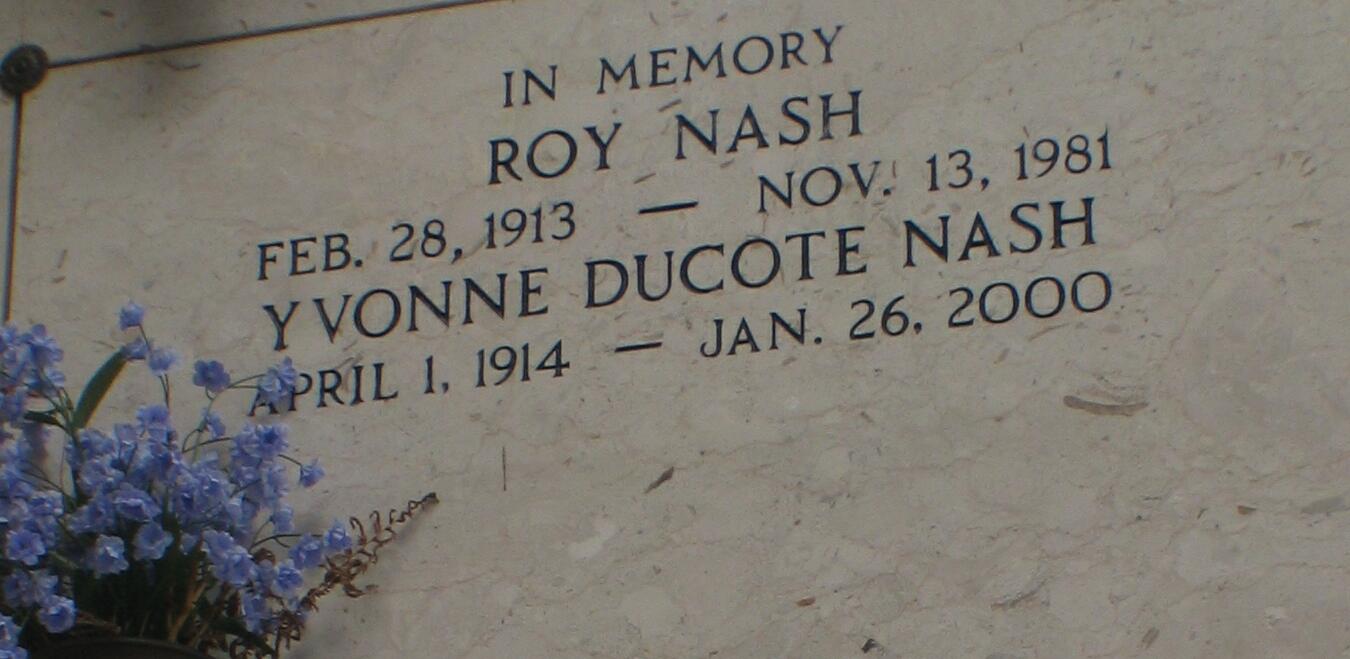 IN MEMORY
ROY NASH
FEB. 28, 1913 — NOV. 13, 1981
YVONNE DUCOTE NASH
APRIL 1, 1914 — JAN. 26, 2000